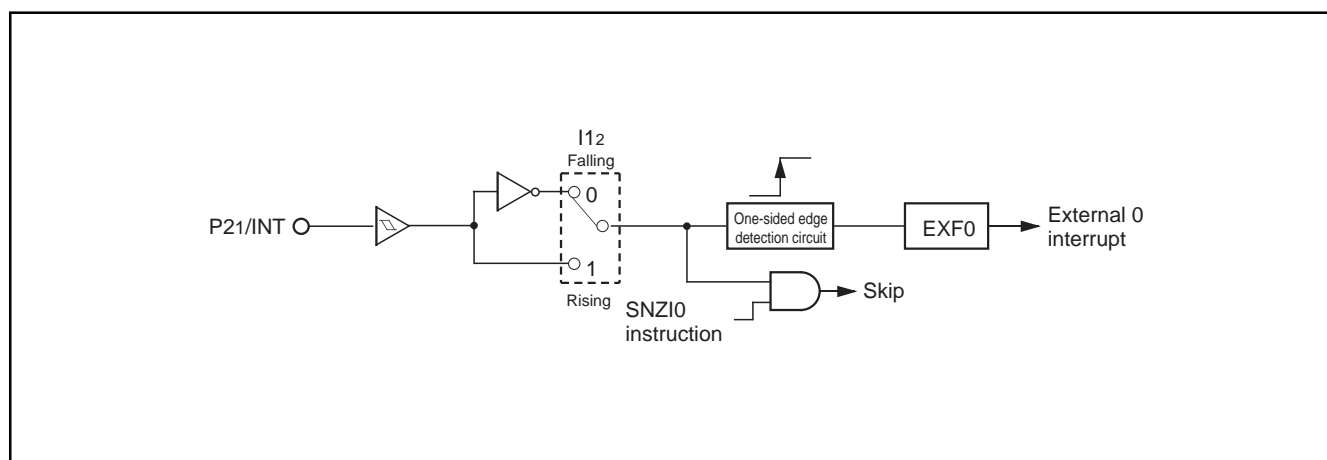 I12
Falling
0
P21/INT
1
Rising
One-sided edge
detection circuit
EXF0
External 0
interrupt
Skip
SNZI0
instruction